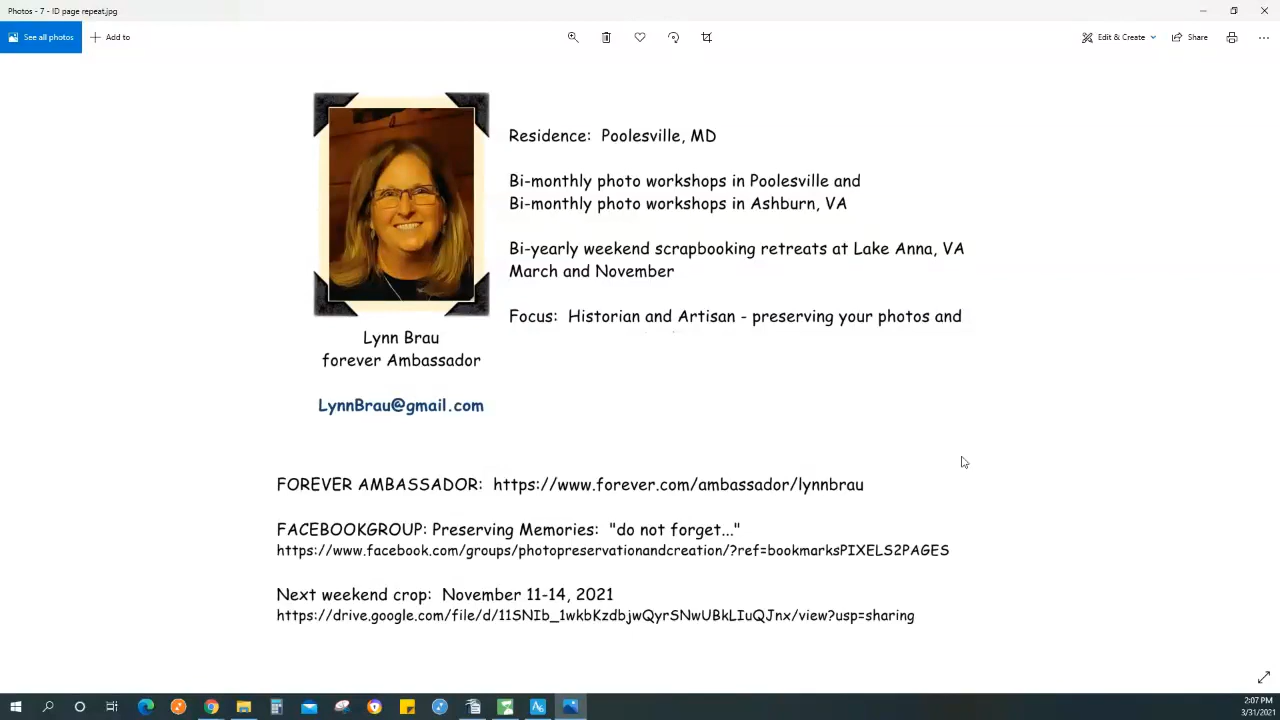 Photos - 7 - ID page repeat.jpg
See all photos
Add to
Edit & Create
Share
Residence: Poolesville, MD
Bi-monthly photo workshops in Poolesville and
Bi-monthly photo workshops in Ashburn, VA
Bi-yearly weekend scrapbooking retreats at Lake Anna, VA
March and November
Focus: Historian and Artisan - preserving your photos and
Lynn Brau
forever Ambassador
LynnBrau@gmail.com
FOREVER AMBASSADOR: https://www.forever.com/ambassador/lynnbrau
FACEBOOKGROUP: Preserving Memories: "do not forget..."
https://www.facebook.com/groups/photopreservationandcreation/?ref=bookmarksPIXELS2PAGES
Next weekend crop: November 11-14, 2021
https://drive.google.com/file/d/11SNIb_1wkbKzdbjwQyrSNwUBkLIuQJnx/view?usp=sharing
2:07 PM
3/31/2021